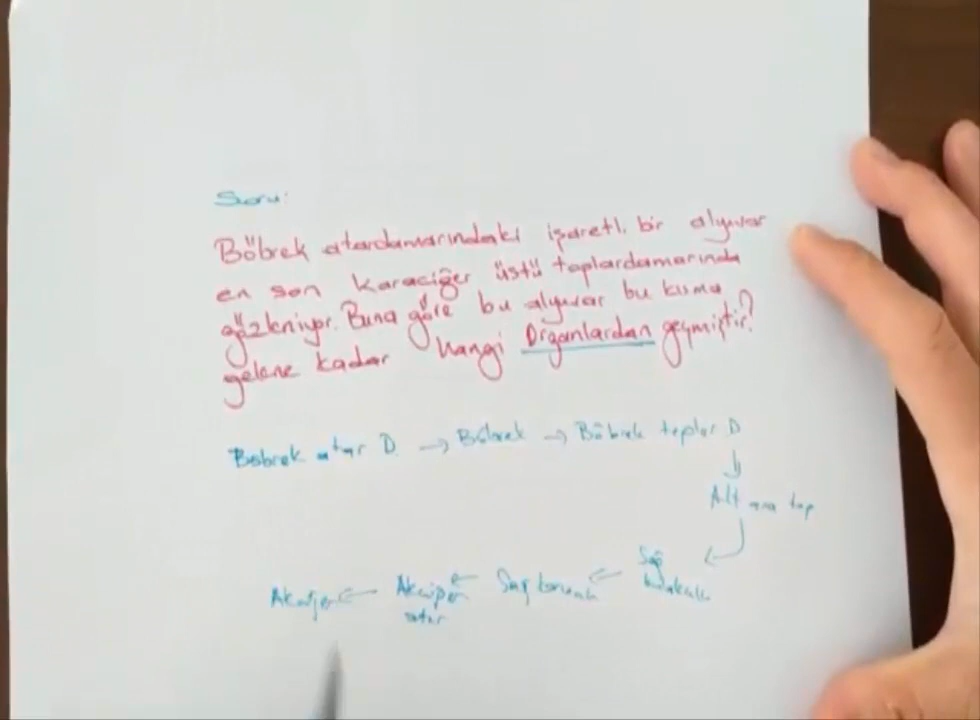 Soru:
Böbrek atardamarındaki işaretli bir alyuvar
en son karaciğer üstü toplardamarında
gözleniyor. Buna göre bu alyuvar bu kısma
gelene kadar hangi Organlardan geçmiştir?
Böbrek atar D. → Böbrek → Böbrek toplar D
Alt ana top
Sağ kulakçık
Sağ karıncık
Akciğer atar
Akciğer